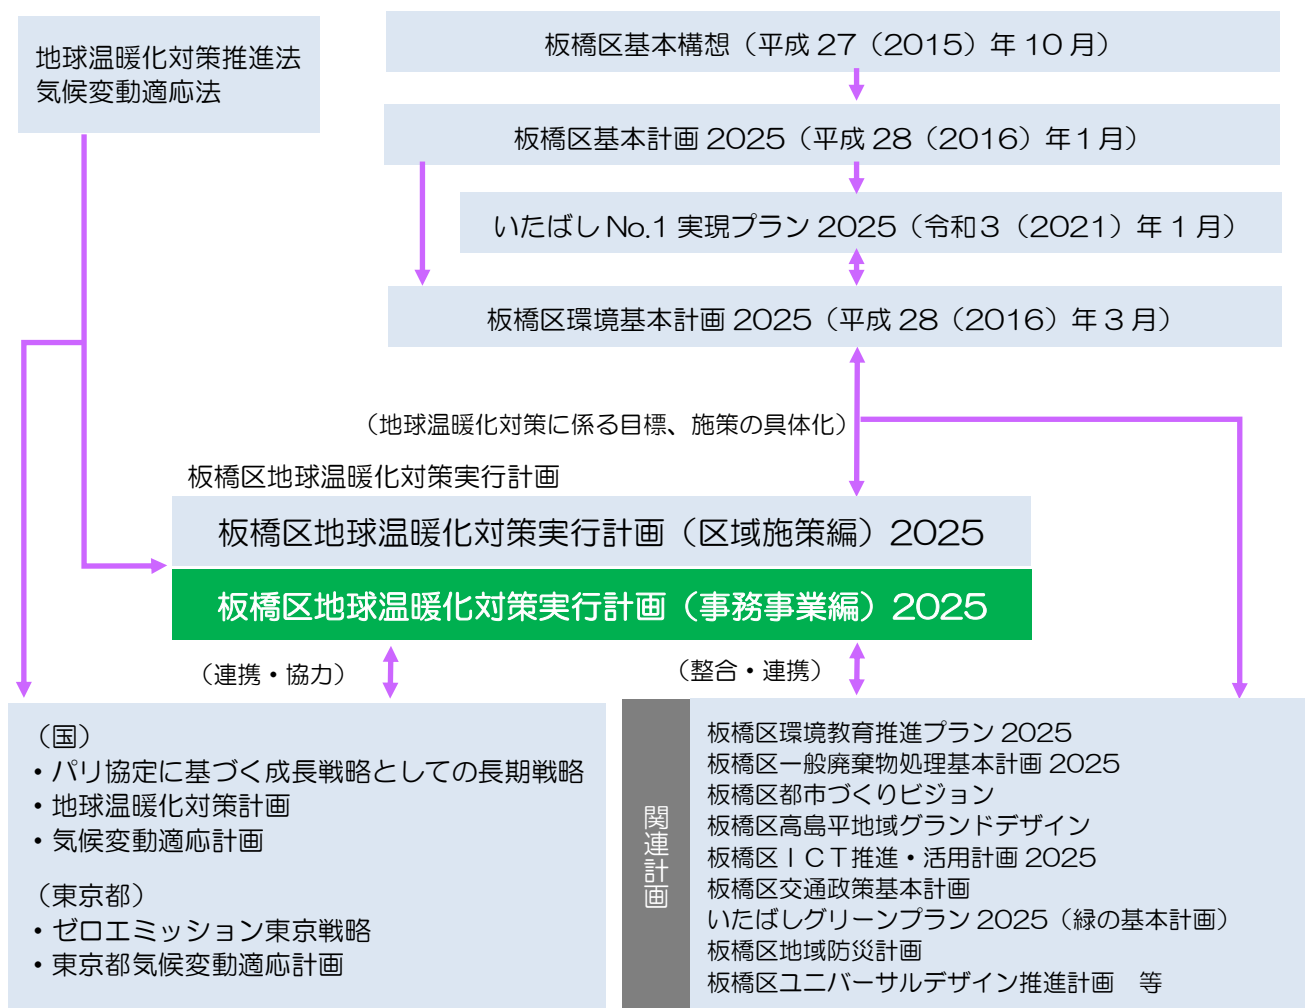 地球温暖化対策推進法
気候変動適応法
板橋区基本構想（平成 27（2015）年 10 月）
板橋区基本計画 2025（平成 28（2016）年１月）
いたばし No.1 実現プラン 2025（令和３（2021）年 1 月）
板橋区環境基本計画 2025（平成 28（2016）年 3 月）
（地球温暖化対策に係る目標、施策の具体化）
板橋区地球温暖化対策実行計画
板橋区地球温暖化対策実行計画（区域施策編）2025
板橋区地球温暖化対策実行計画（事務事業編）2025
（連携・協力）
（整合・連携）
（国）
・パリ協定に基づく成長戦略としての長期戦略
・地球温暖化対策計画
・気候変動適応計画
（東京都）
・ゼロエミッション東京戦略
・東京都気候変動適応計画
関連計画
板橋区環境教育推進プラン 2025
板橋区一般廃棄物処理基本計画 2025
板橋区都市づくりビジョン
板橋区高島平地域グランドデザイン
板橋区ＩＣＴ推進・活用計画 2025
板橋区交通政策基本計画
いたばしグリーンプラン 2025（緑の基本計画）
板橋区地域防災計画
板橋区ユニバーサルデザイン推進計画　等